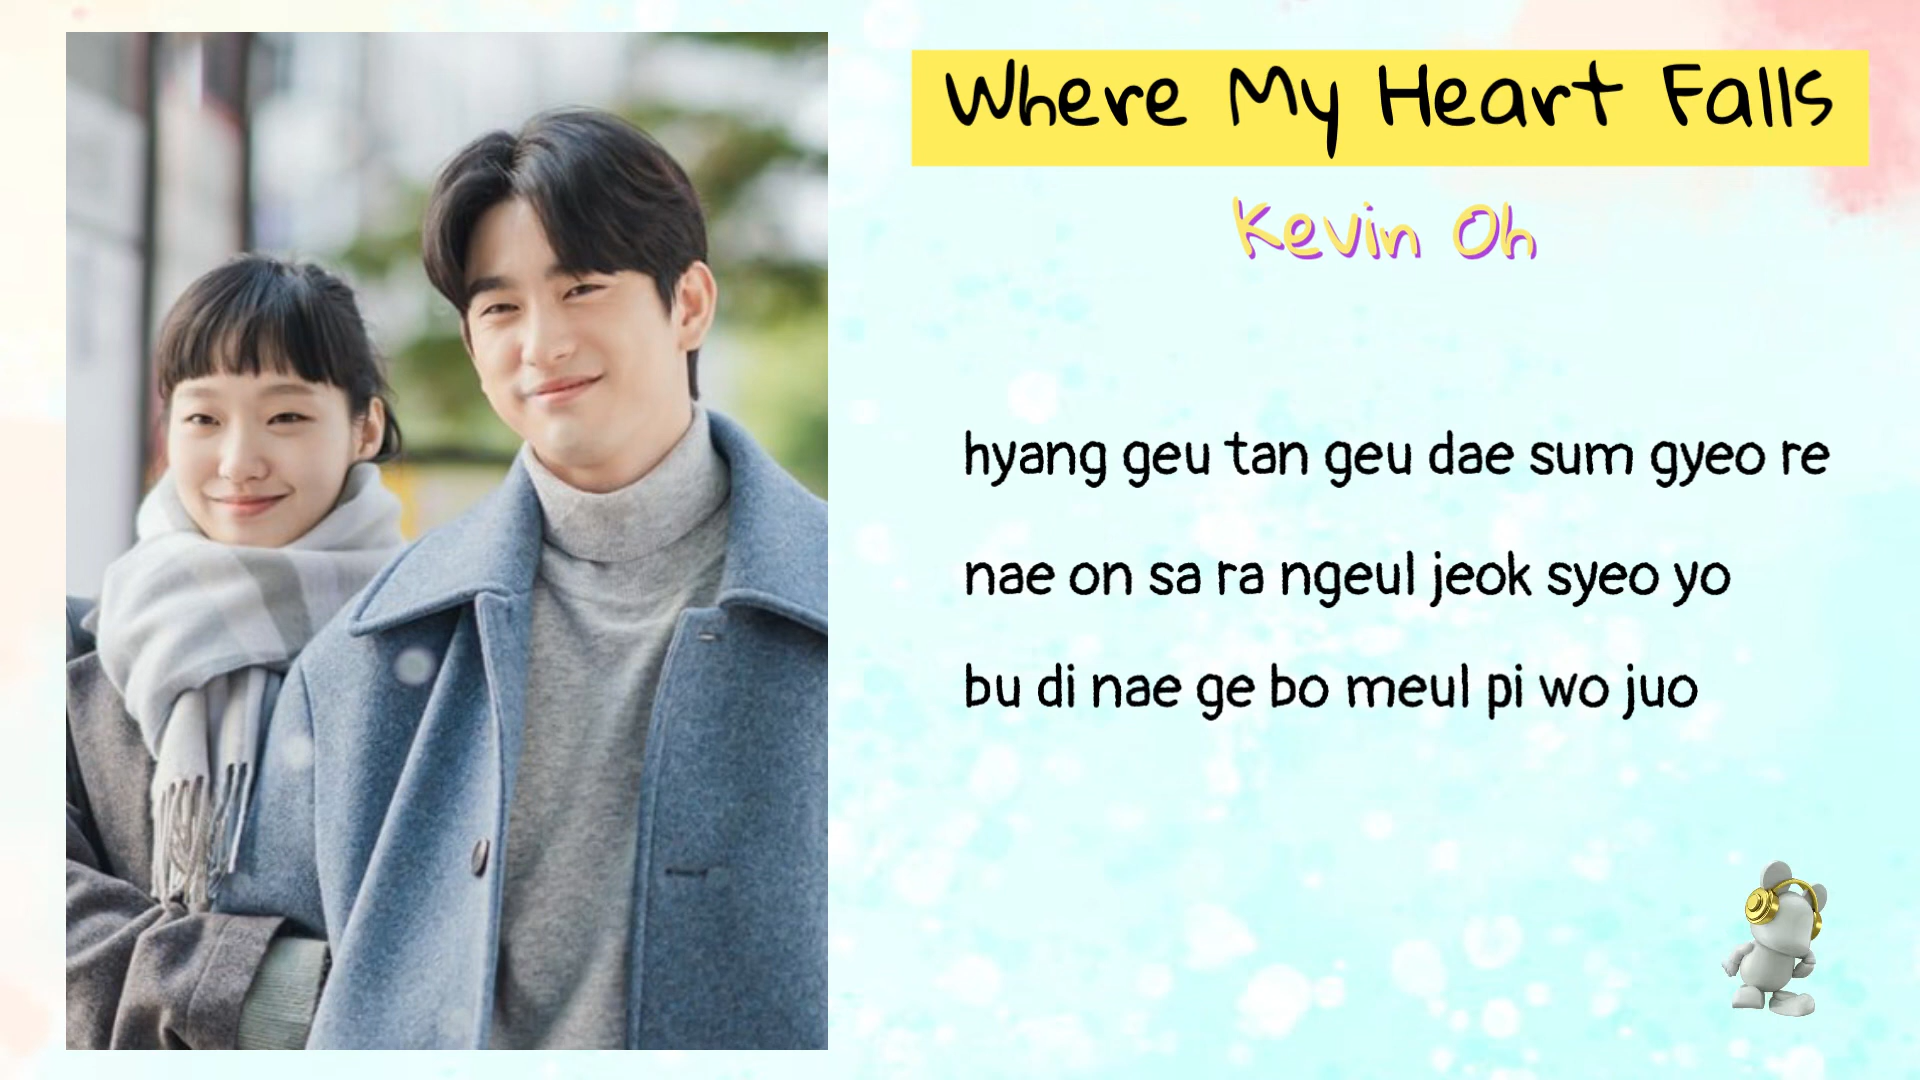 Where My Heart Falls
Kevin Oh
hyang geu tan geu dae sum gyeo re
nae on sa ra ngeul jeok syeo yo
bu di nae ge bo meul pi wo juo